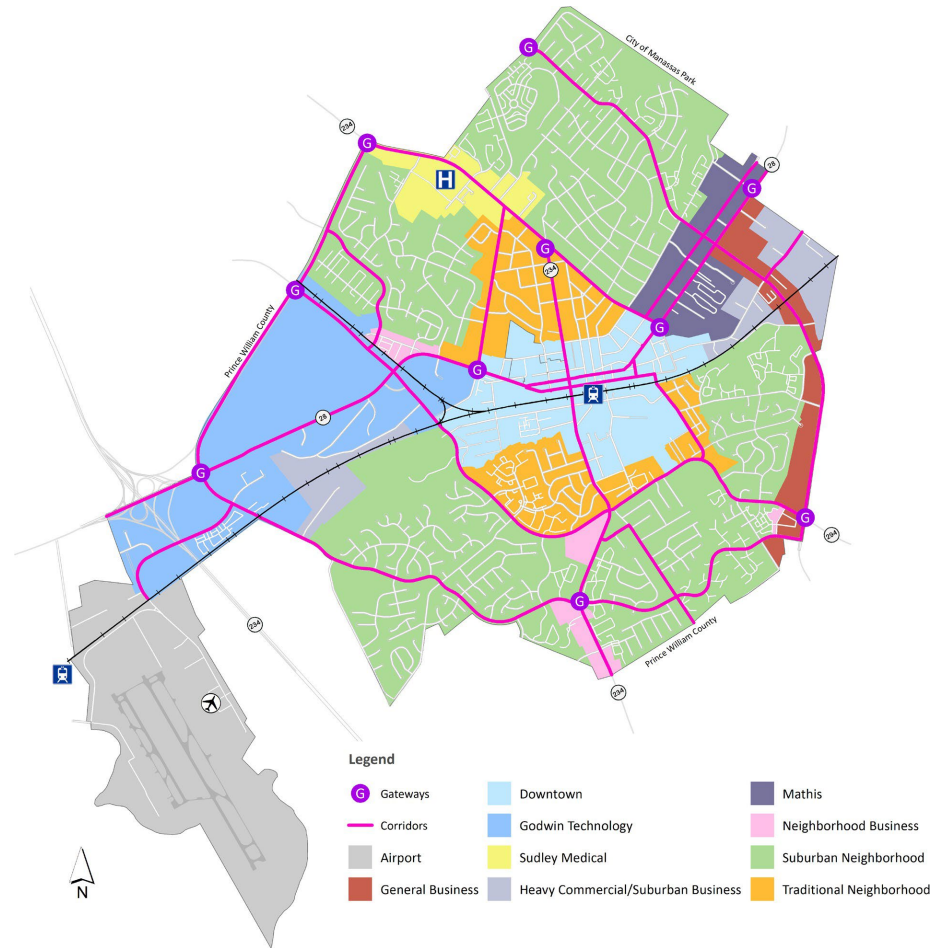 City of Manassas Park
G
234
G
28
H
G
G
234
G
Prince William County
G
G
28
G
G
294
G
234
Prince William County
234
Legend
G Gateways
Corridors
Airport
General Business
Downtown
Godwin Technology
Sudley Medical
Heavy Commercial/Suburban Business
Mathis
Neighborhood Business
Suburban Neighborhood
Traditional Neighborhood
N